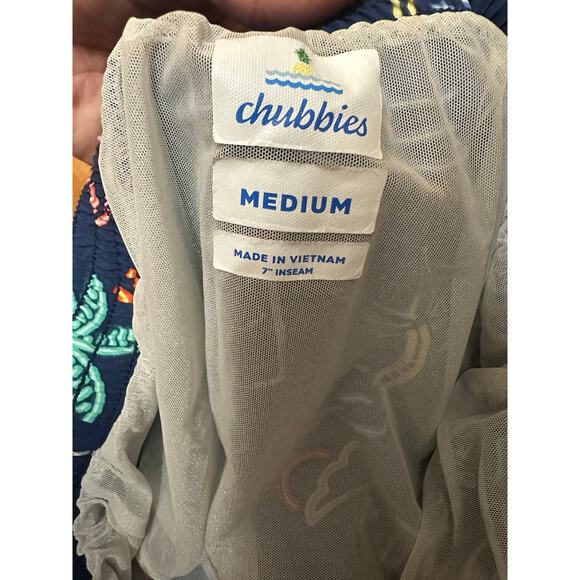 chubbies
MEDIUM
MADE IN VIETNAM
7" INSEAM